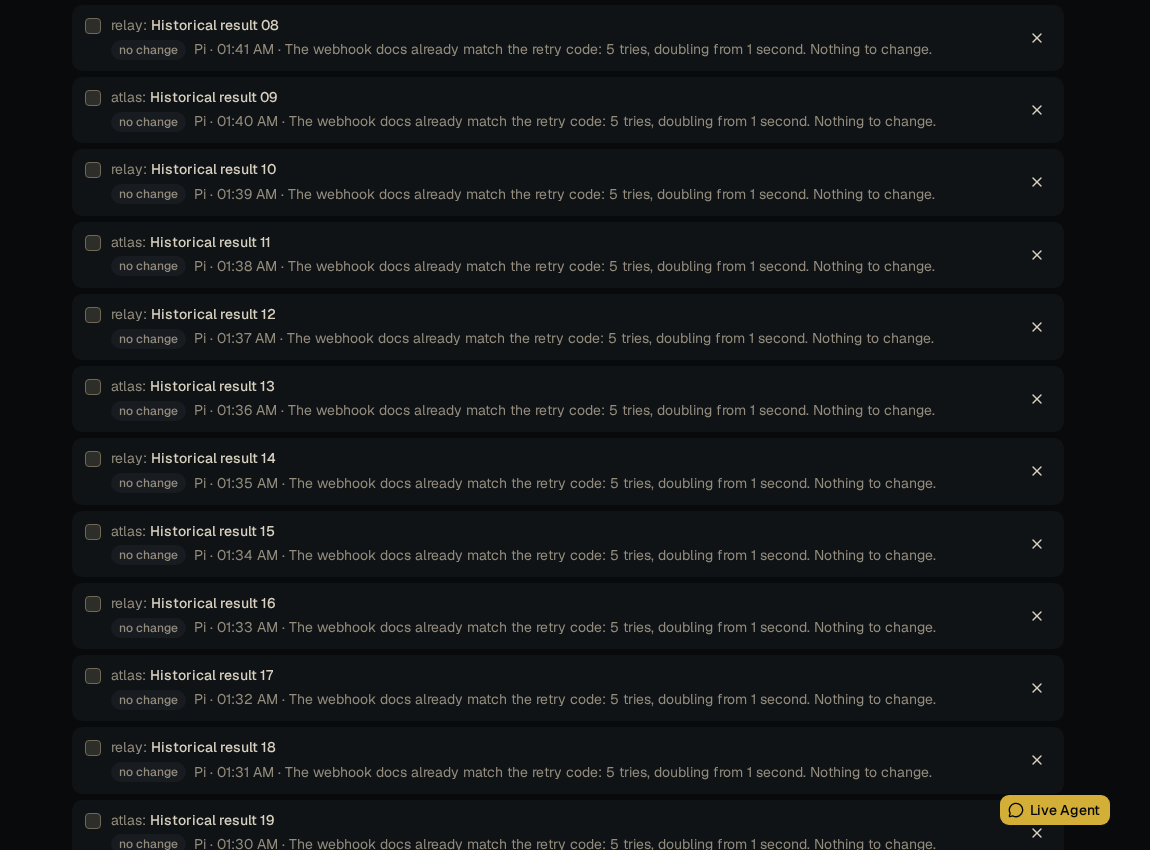 relay: Historical result 08
no change Pi · 01:41 AM · The webhook docs already match the retry code: 5 tries, doubling from 1 second. Nothing to change.
atlas: Historical result 09
no change Pi · 01:40 AM · The webhook docs already match the retry code: 5 tries, doubling from 1 second. Nothing to change.
relay: Historical result 10
no change Pi · 01:39 AM · The webhook docs already match the retry code: 5 tries, doubling from 1 second. Nothing to change.
atlas: Historical result 11
no change Pi · 01:38 AM · The webhook docs already match the retry code: 5 tries, doubling from 1 second. Nothing to change.
relay: Historical result 12
no change Pi · 01:37 AM · The webhook docs already match the retry code: 5 tries, doubling from 1 second. Nothing to change.
atlas: Historical result 13
no change Pi · 01:36 AM · The webhook docs already match the retry code: 5 tries, doubling from 1 second. Nothing to change.
relay: Historical result 14
no change Pi · 01:35 AM · The webhook docs already match the retry code: 5 tries, doubling from 1 second. Nothing to change.
atlas: Historical result 15
no change Pi · 01:34 AM · The webhook docs already match the retry code: 5 tries, doubling from 1 second. Nothing to change.
relay: Historical result 16
no change Pi · 01:33 AM · The webhook docs already match the retry code: 5 tries, doubling from 1 second. Nothing to change.
atlas: Historical result 17
no change Pi · 01:32 AM · The webhook docs already match the retry code: 5 tries, doubling from 1 second. Nothing to change.
relay: Historical result 18
no change Pi · 01:31 AM · The webhook docs already match the retry code: 5 tries, doubling from 1 second. Nothing to change.
Live Agent
atlas: Historical result 19
no change Pi · 01:30 AM · The webhook docs already match the retry code: 5 tries, doubling from 1 second. Nothing to change.